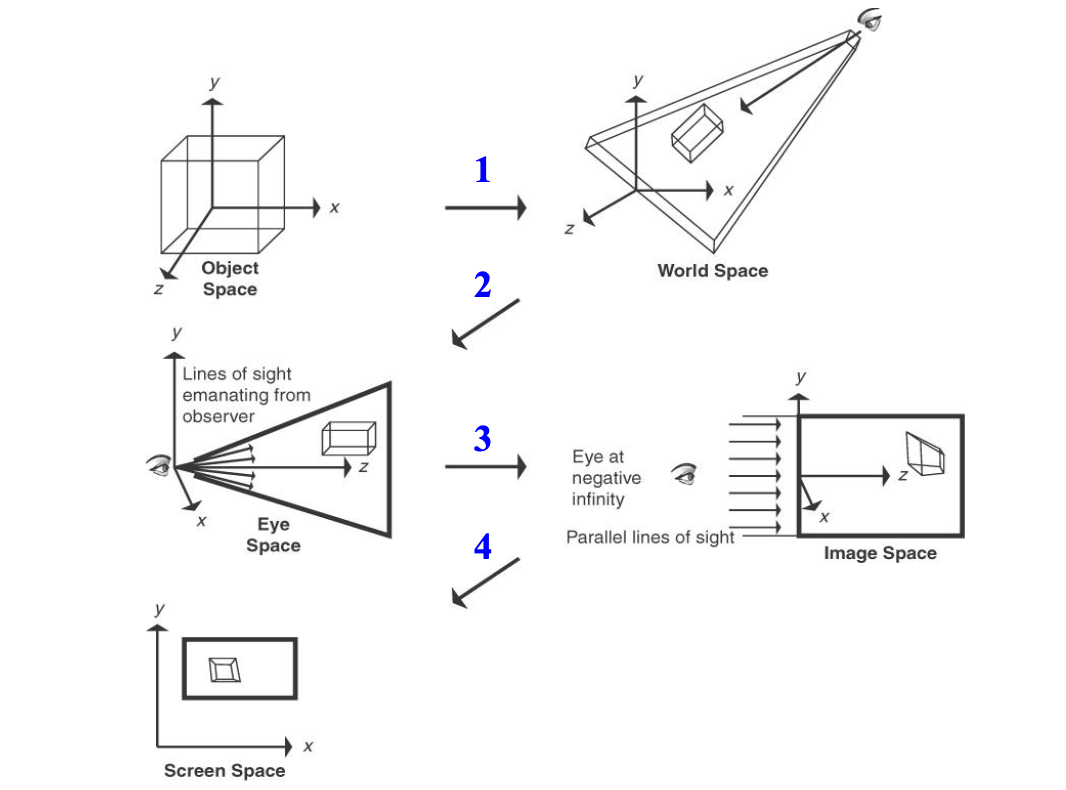 y
x
z
Object
Space
1
y
x
z
World Space
2
y
Lines of sight
emanating from
observer
z
x
Eye
Space
3
Eye at
negative
infinity
Parallel lines of sight
y
z
x
Image Space
4
y
x
Screen Space